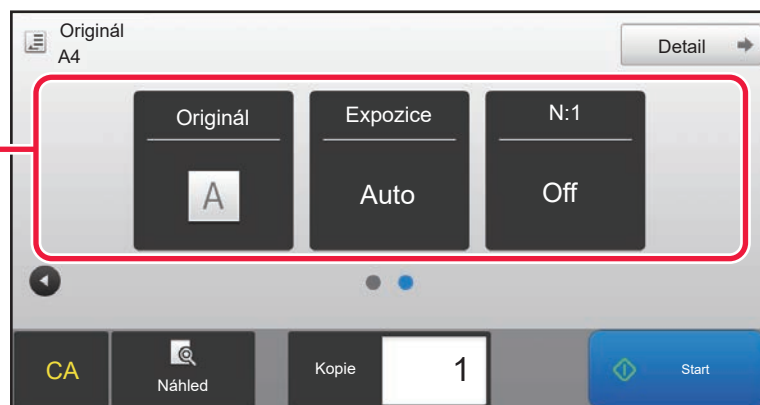 Originál
A4
Detail
Originál
Expozice
N:1
A
Auto
Off
CA
Náhled
Kopie
1
Start